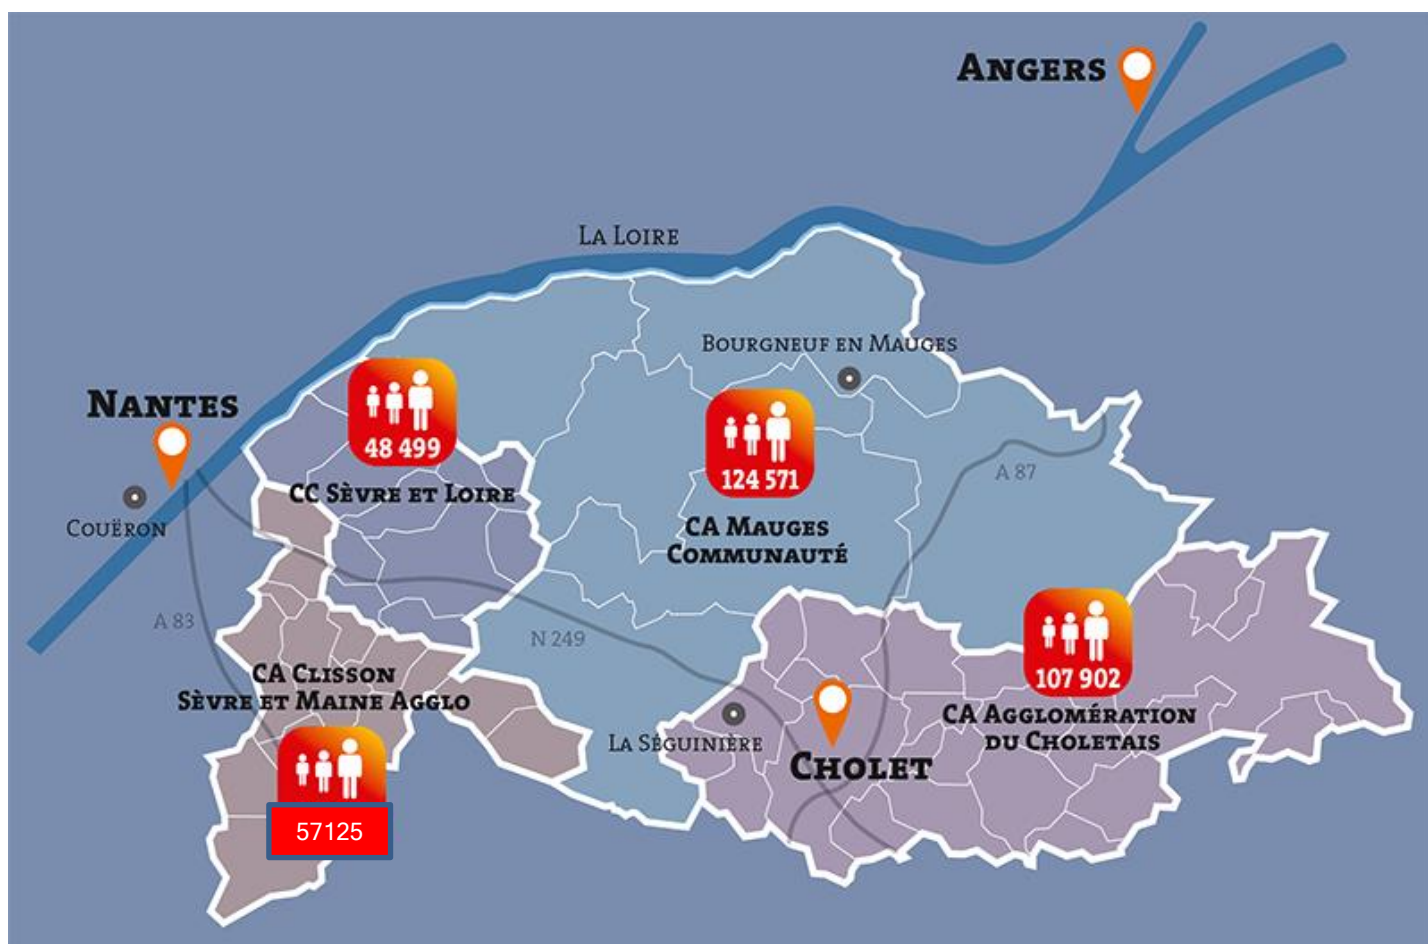 Angers
La Loire
Bourgneuf en Mauges
Nantes
48 499
124 571
A 87
CC Sèvre et Loire
Couëron
CA Mauges
Communauté
A 83
N 249
107 902
CA Clisson
Sèvre et Maine Agglo
CA Agglomération
du Choletais
La Séguinière
Cholet
57125